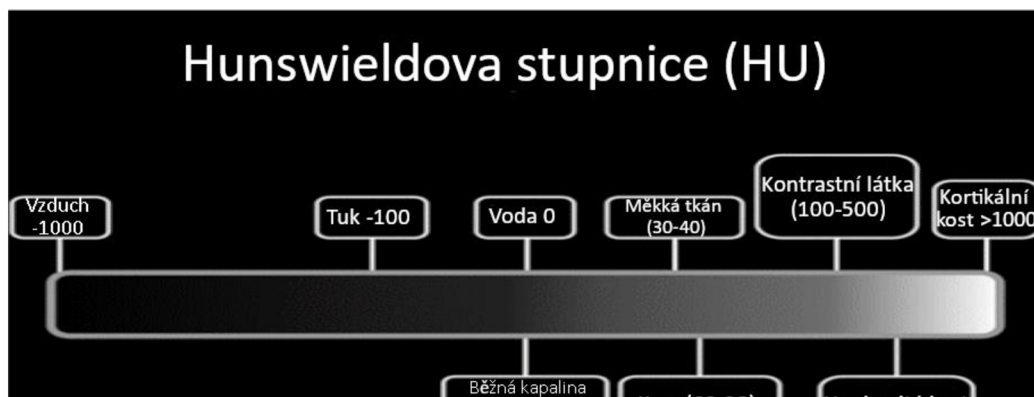 Hunswieldova stupnice (HU)
Vzduch
-1000
Tuk -100
Voda 0
Měkká tkán
(30-40)
Kontrastní látka
(100-500)
Kortikální
kost >1000
Běžná kapalina